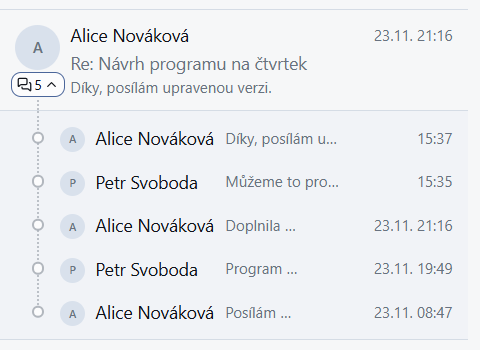 A
Alice Nováková
23.11. 21:16
Re: Návrh programu na čtvrtek
5
Díky, posílám upravenou verzi.
A Alice Nováková Díky, posílám u... 15:37
P Petr Svoboda Můžeme to pro... 15:35
A Alice Nováková Doplnila ... 23.11. 21:16
P Petr Svoboda Program ... 23.11. 19:49
A Alice Nováková Posílám ... 23.11. 08:47